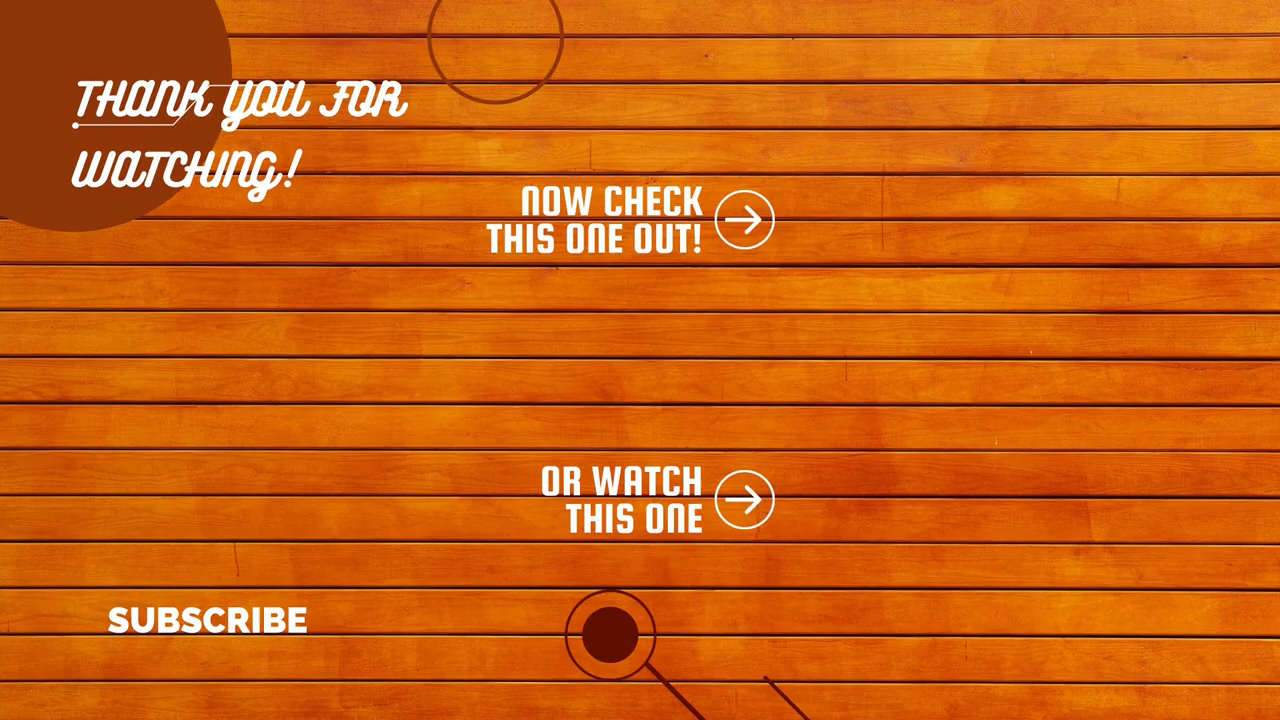 THANK YOU FOR
WATCHING!
NOW CHECK
THIS ONE OUT!
OR WATCH
THIS ONE
SUBSCRIBE